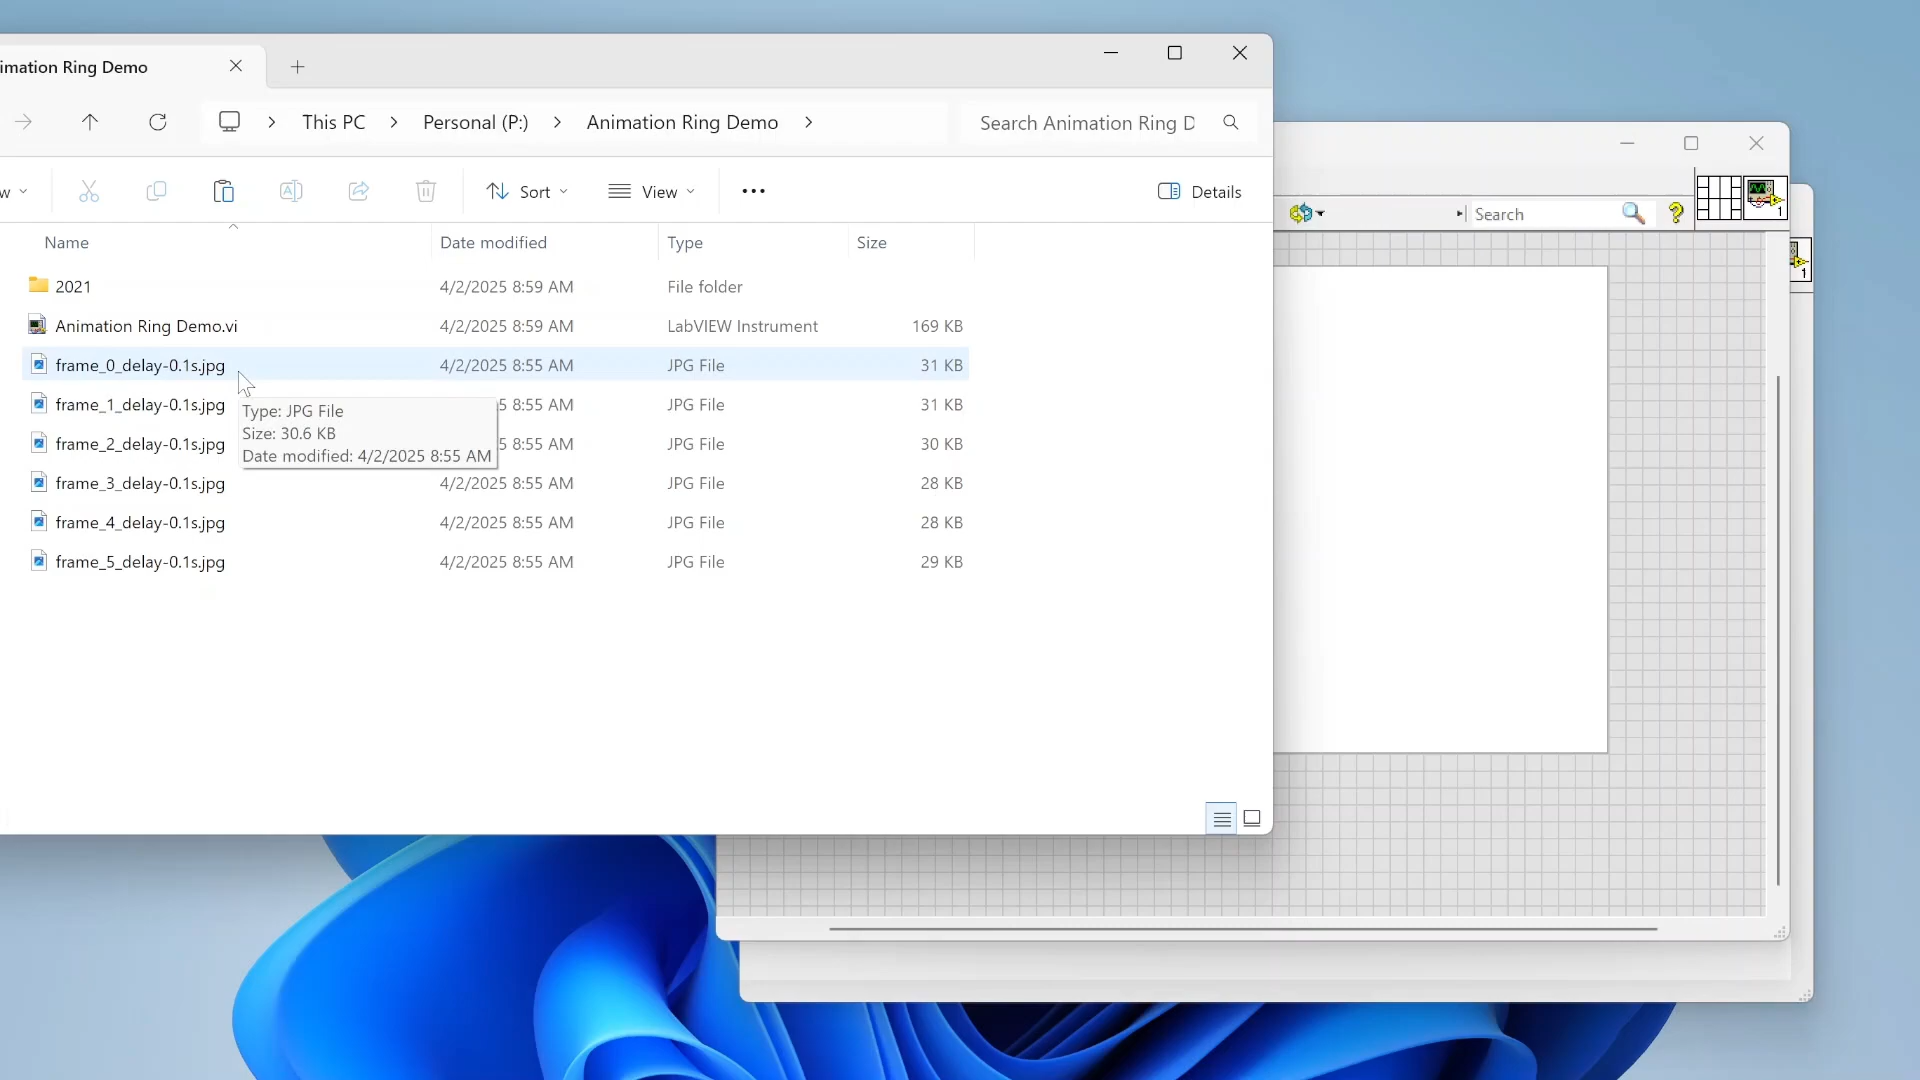 imation Ring Demo
This PC > Personal (P:) > Animation Ring Demo >
Search Animation Ring D
w
Sort
View
Details
Search
1
1
Name Date modified Type Size
2021 4/2/2025 8:59 AM File folder
Animation Ring Demo.vi 4/2/2025 8:59 AM LabVIEW Instrument 169 KB
frame_0_delay-0.1s.jpg 4/2/2025 8:55 AM JPG File 31 KB
frame_1_delay-0.1s.jpg 5 8:55 AM JPG File 31 KB
Type: JPG File
Size: 30.6 KB
Date modified: 4/2/2025 8:55 AM
frame_2_delay-0.1s.jpg 5 8:55 AM JPG File 30 KB
frame_3_delay-0.1s.jpg 4/2/2025 8:55 AM JPG File 28 KB
frame_4_delay-0.1s.jpg 4/2/2025 8:55 AM JPG File 28 KB
frame_5_delay-0.1s.jpg 4/2/2025 8:55 AM JPG File 29 KB